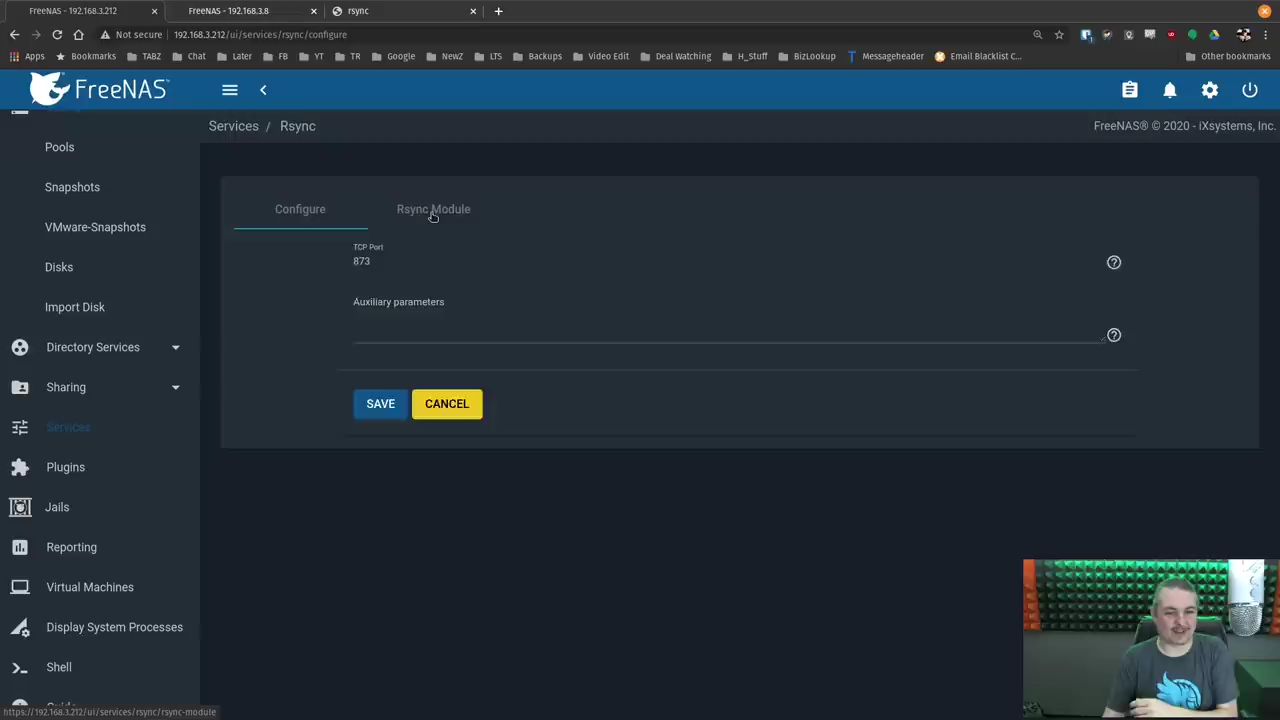 FreeNAS - 192.168.3.212
FreeNAS - 192.168.3.8
rsync
Not secure
192.168.3.212/ui/services/rsync/configure
Apps
Bookmarks
TABZ
Chat
Later
FB
YT
TR
Google
NewZ
LTS
Backups
Video Edit
Deal Watching
H_Stuff
BizLookup
Messageheader
Email Blacklist C...
Other bookmarks
FreeNAS®
Services / Rsync
FreeNAS® © 2020 - iXsystems, Inc.
Pools
Snapshots
VMware-Snapshots
Disks
Import Disk
Directory Services
Sharing
Services
Plugins
Jails
Reporting
Virtual Machines
Display System Processes
Shell
Configure
Rsync Module
TCP Port
873
Auxiliary parameters
SAVE
CANCEL
https://192.168.3.212/ui/services/rsync/rsync-module